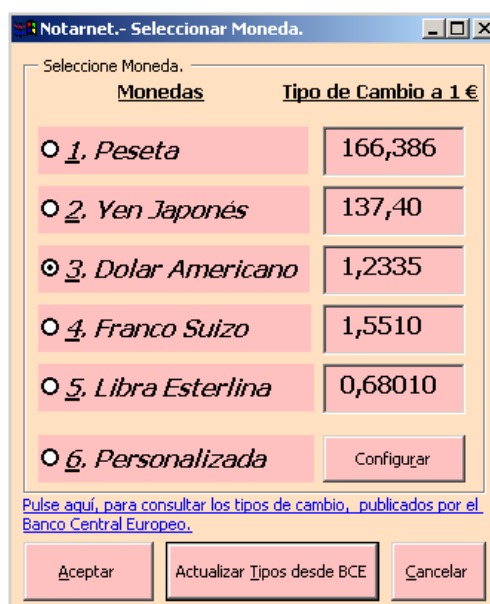 Notarnet.- Seleccionar Moneda.
Seleccione Moneda.
Monedas Tipo de Cambio a 1 €
1. Peseta 166,386
2. Yen Japonés 137,40
3. Dolar Americano 1,2335
4. Franco Suizo 1,5510
5. Libra Esterlina 0,68010
6. Personalizada Configurar
Pulse aquí, para consultar los tipos de cambio, publicados por el
Banco Central Europeo.
Aceptar Actualizar Tipos desde BCE Cancelar